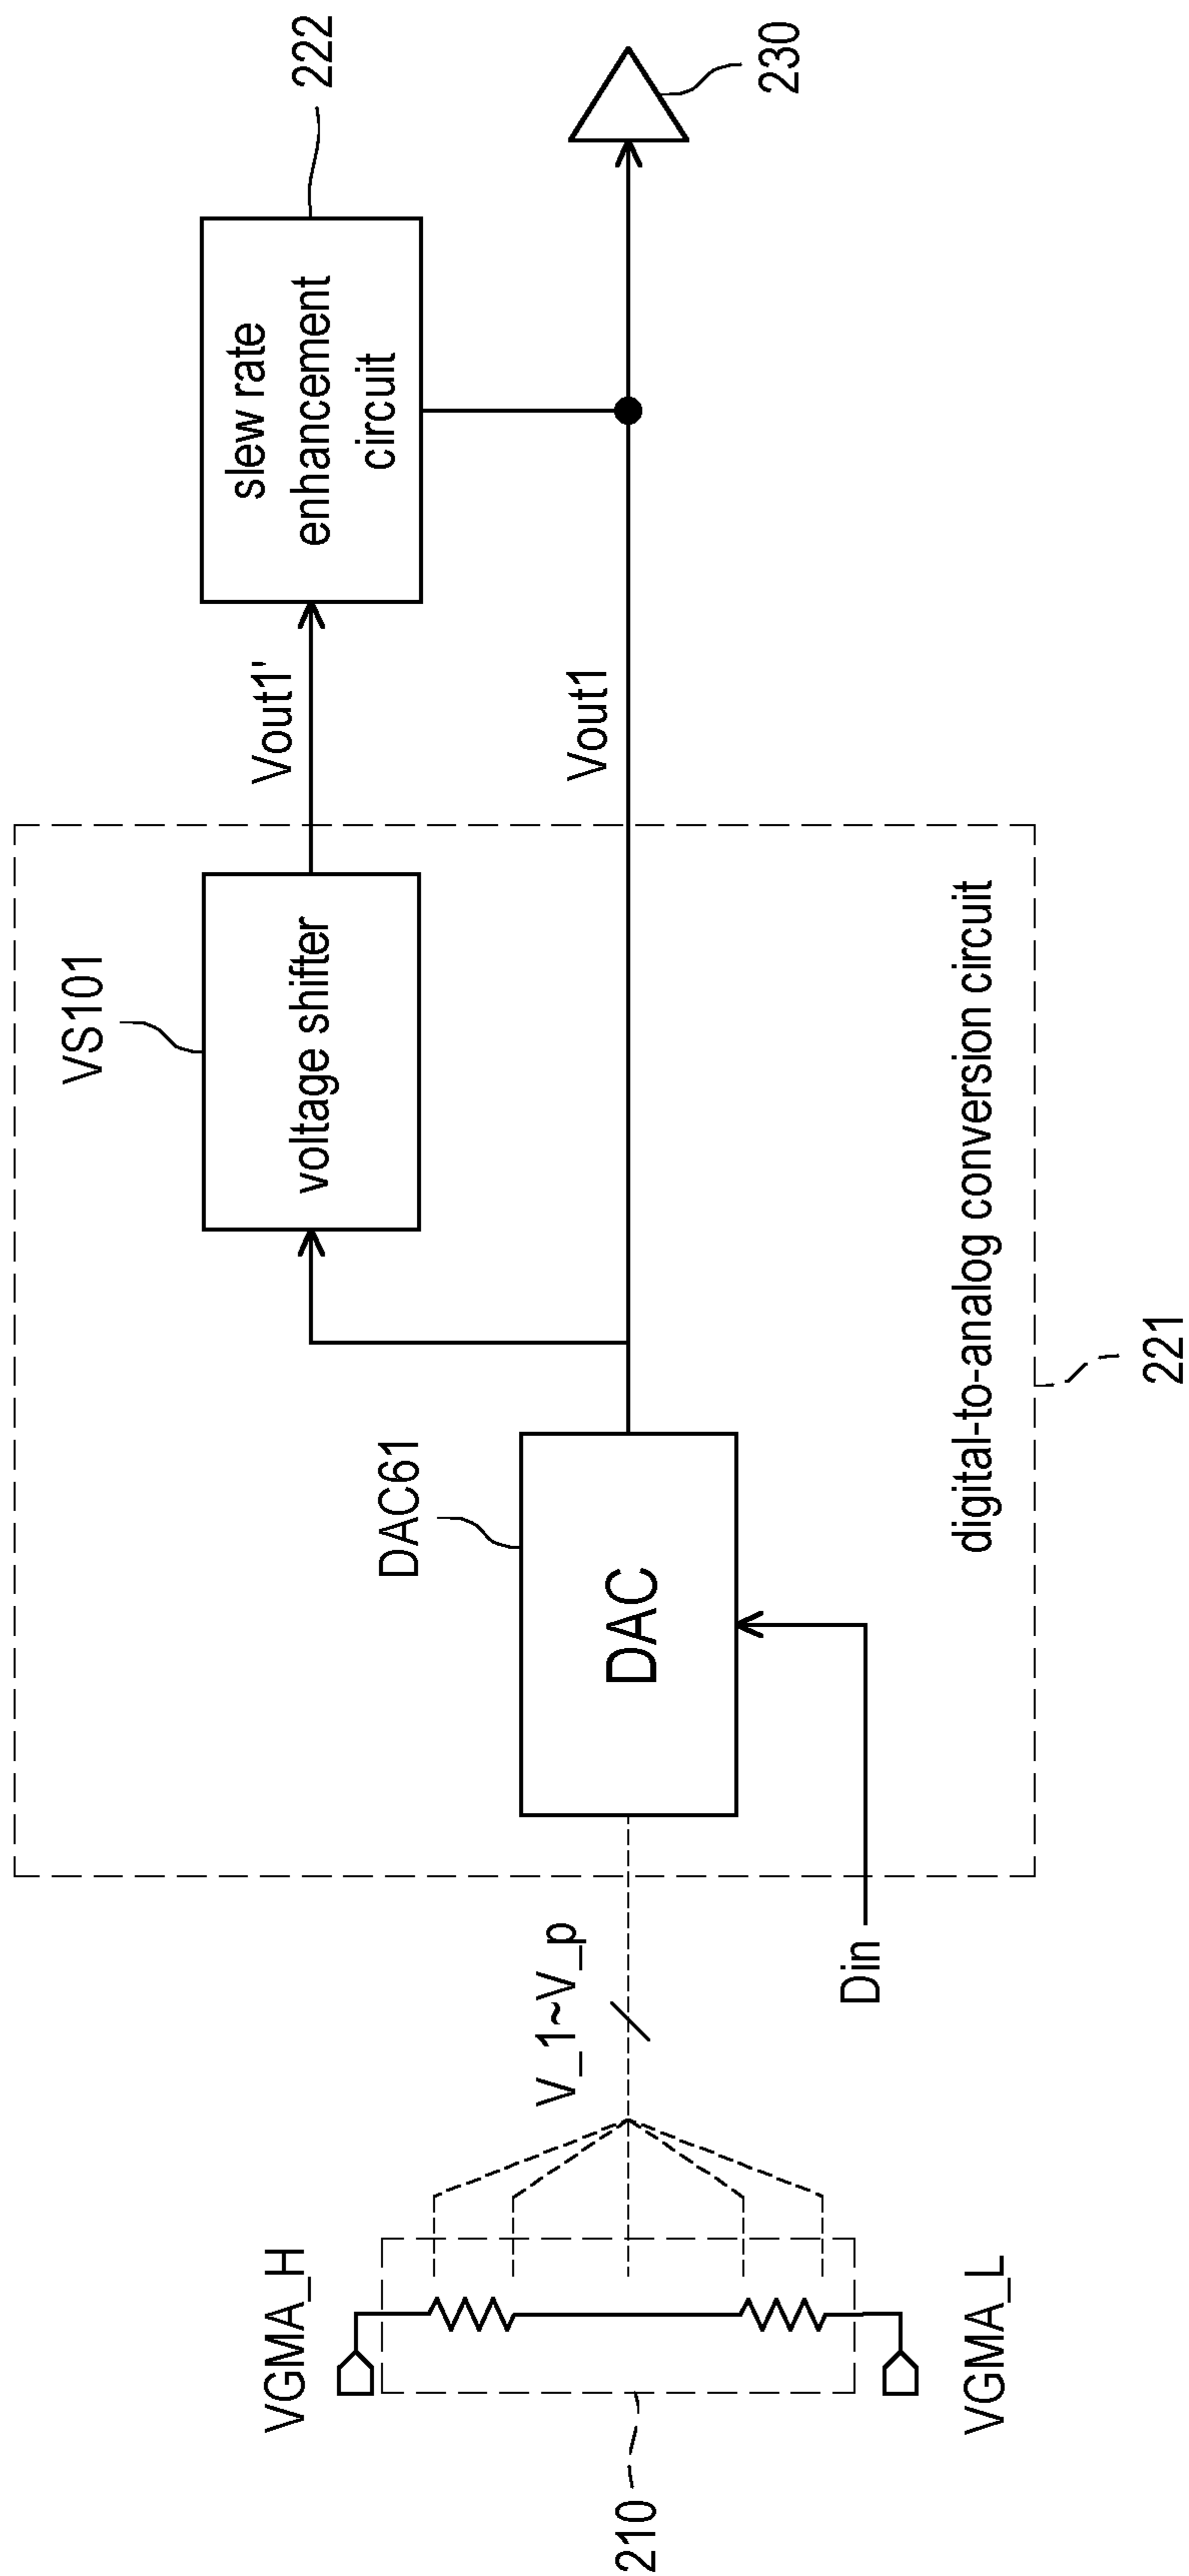 VGMA_H
210
VGMA_L
V_1~V_p
Din
DAC61
DAC
VS101
voltage shifter
digital-to-analog conversion circuit
221
Vout1'
Vout1
slew rate
enhancement
circuit
222
230